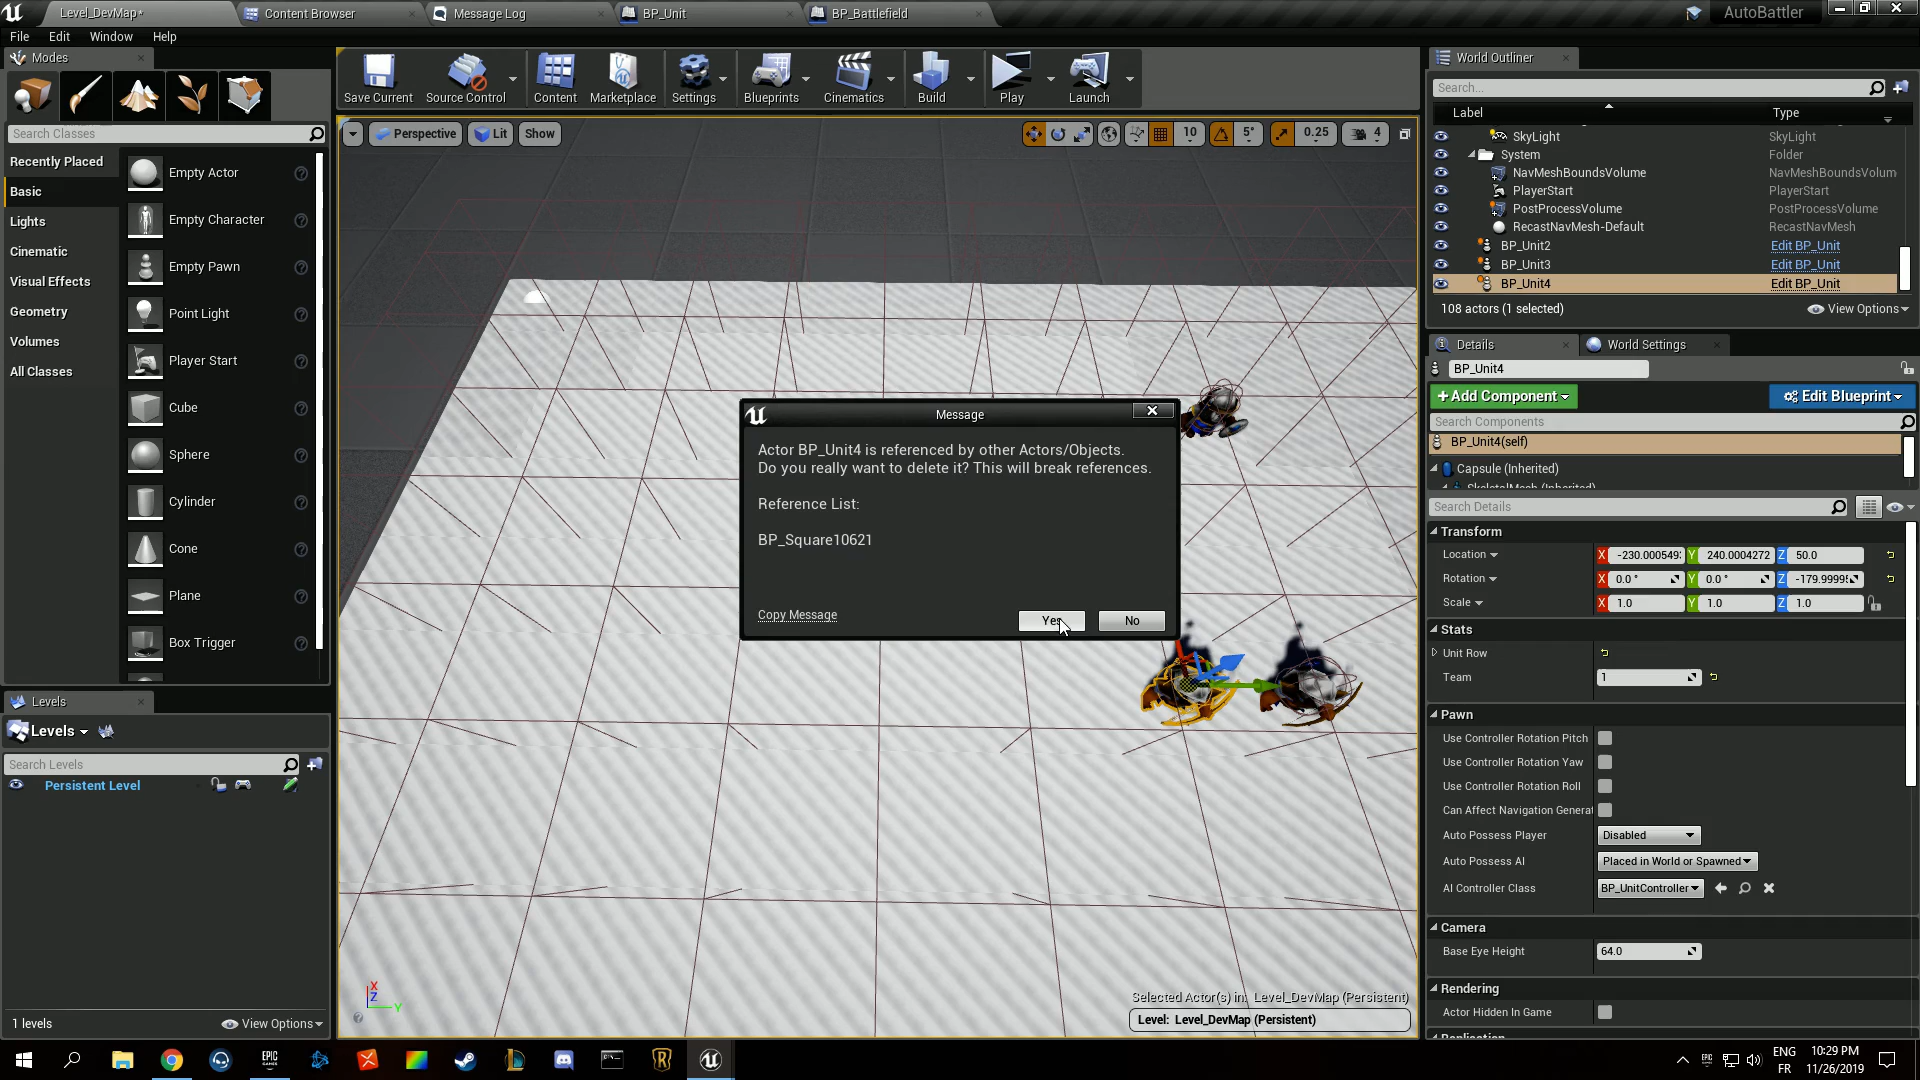 Level_DevMap*
Content Browser
Message Log
BP_Unit
BP_Battlefield
AutoBattler
File Edit Window Help
Modes
Search Classes
Recently Placed
Basic
Lights
Cinematic
Visual Effects
Geometry
Volumes
All Classes
Empty Actor
Empty Character
Empty Pawn
Point Light
Player Start
Cube
Sphere
Cylinder
Cone
Plane
Box Trigger
Levels
Levels
Search Levels
Persistent Level
1 levels
View Options
Save Current
Source Control
Content
Marketplace
Settings
Blueprints
Cinematics
Build
Play
Launch
Perspective
Lit
Show
10
5°
0.25
4
Message
Actor BP_Unit4 is referenced by other Actors/Objects.
Do you really want to delete it? This will break references.
Reference List:
BP_Square10621
Copy Message
Yes
No
X
Z
Y
Selected Actor(s) in: Level_DevMap (Persistent)
Level: Level_DevMap (Persistent)
World Outliner
Search...
Label Type
SkyLight SkyLight
System Folder
NavMeshBoundsVolume NavMeshBoundsVolum
PlayerStart PlayerStart
PostProcessVolume PostProcessVolume
RecastNavMesh-Default RecastNavMesh
BP_Unit2 Edit BP_Unit
BP_Unit3 Edit BP_Unit
BP_Unit4 Edit BP_Unit
108 actors (1 selected)
View Options
Details
World Settings
BP_Unit4
+Add Component
Edit Blueprint
Search Components
BP_Unit4(self)
Capsule (Inherited)
Search Details
Transform
Location X -230.000549 Y 240.0004272 Z 50.0
Rotation X 0.0 ° Y 0.0 ° Z -179.9999
Scale X 1.0 Y 1.0 Z 1.0
Stats
Unit Row
Team 1
Pawn
Use Controller Rotation Pitch
Use Controller Rotation Yaw
Use Controller Rotation Roll
Can Affect Navigation Generat
Auto Possess Player Disabled
Auto Possess AI Placed in World or Spawned
AI Controller Class BP_UnitController
Camera
Base Eye Height 64.0
Rendering
Actor Hidden In Game
ENG
FR
10:29 PM
11/26/2019
EPIC
GAMES